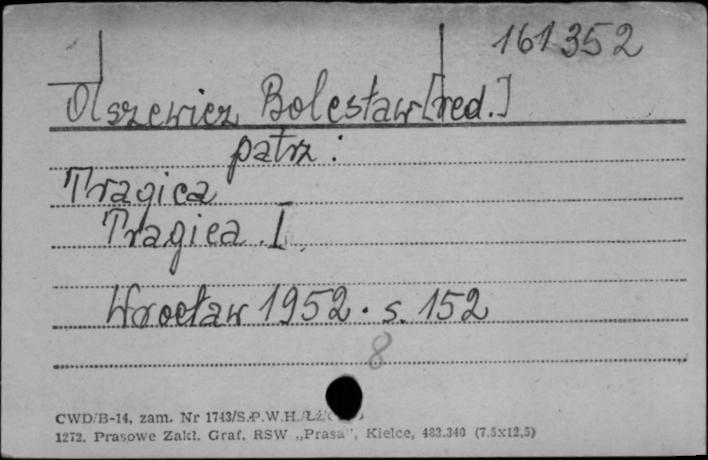 161352
Olszewicz Bolesław [red.]
patrz:
Tragica
Tragica. I.
Wrocław 1952. s. 152
8
CWD/B-14, zam. Nr 1743/S.P.W.H.
1272. Prasowe Zakł. Graf. RSW „Prasa", Kielce, 483.340 (7.5x12,5)